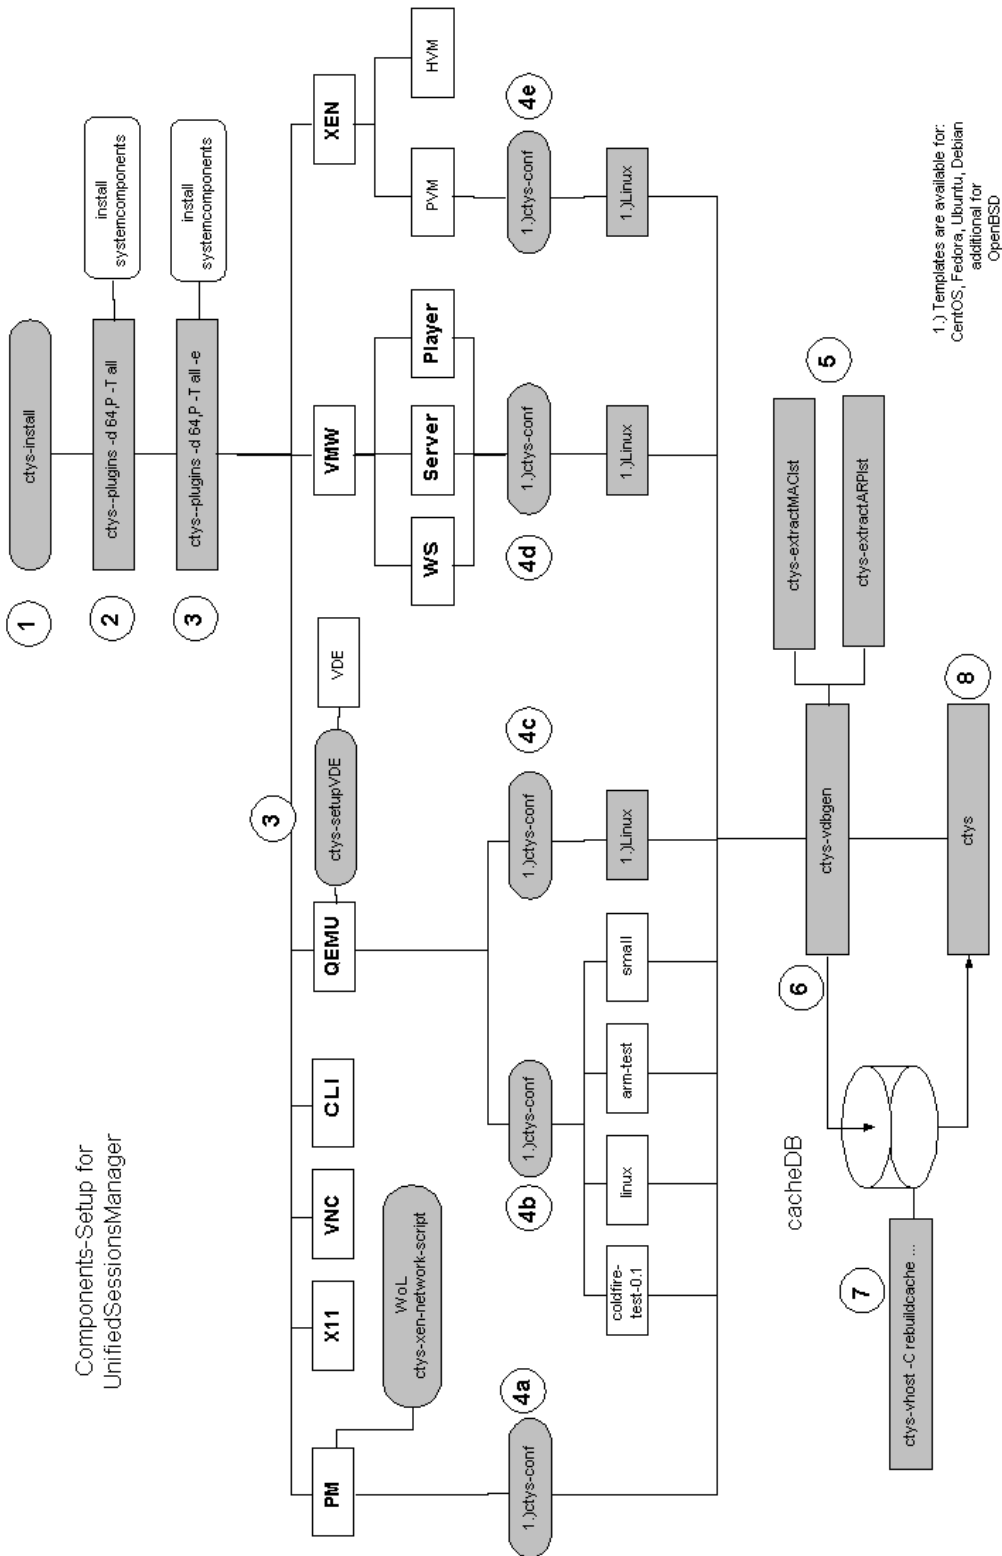 Components-Setup for
UnifiedSessionsManager
1
ctys-install
2
ctys--plugins -d 64,P -T all
install
systemcomponents
3
ctys--plugins -d 64,P -T all -e
install
systemcomponents
3
PM
X11
VNC
CLI
QEMU
ctys-setupVDE
VDE
VMW
XEN
WoL
ctys-xen-network-script
WS
Server
Player
PVM
HVM
1.)ctys-conf
4a
4b
1.)ctys-conf
1.)ctys-conf
4c
4d
1.)ctys-conf
1.)ctys-conf
4e
coldfire-
test-0.1
linux
arm-test
small
1.)Linux
1.)Linux
1.)Linux
cacheDB
6
ctys-vdbgen
ctys-extractMAClst
ctys-extractARPlst
5
7
ctys-vhost -C rebuildcache ...
ctys
8
1.) Templates are available for:
CentOS, Fedora, Ubuntu, Debian
additional for
OpenBSD